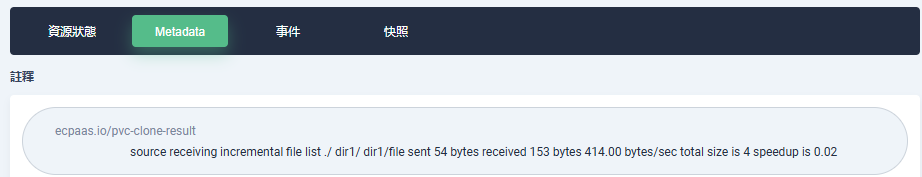 資源狀態 Metadata 事件 快照
註釋
ecpaas.io/pvc-clone-result
source receiving incremental file list ./ dir1/ dir1/file sent 54 bytes received 153 bytes 414.00 bytes/sec total size is 4 speedup is 0.02